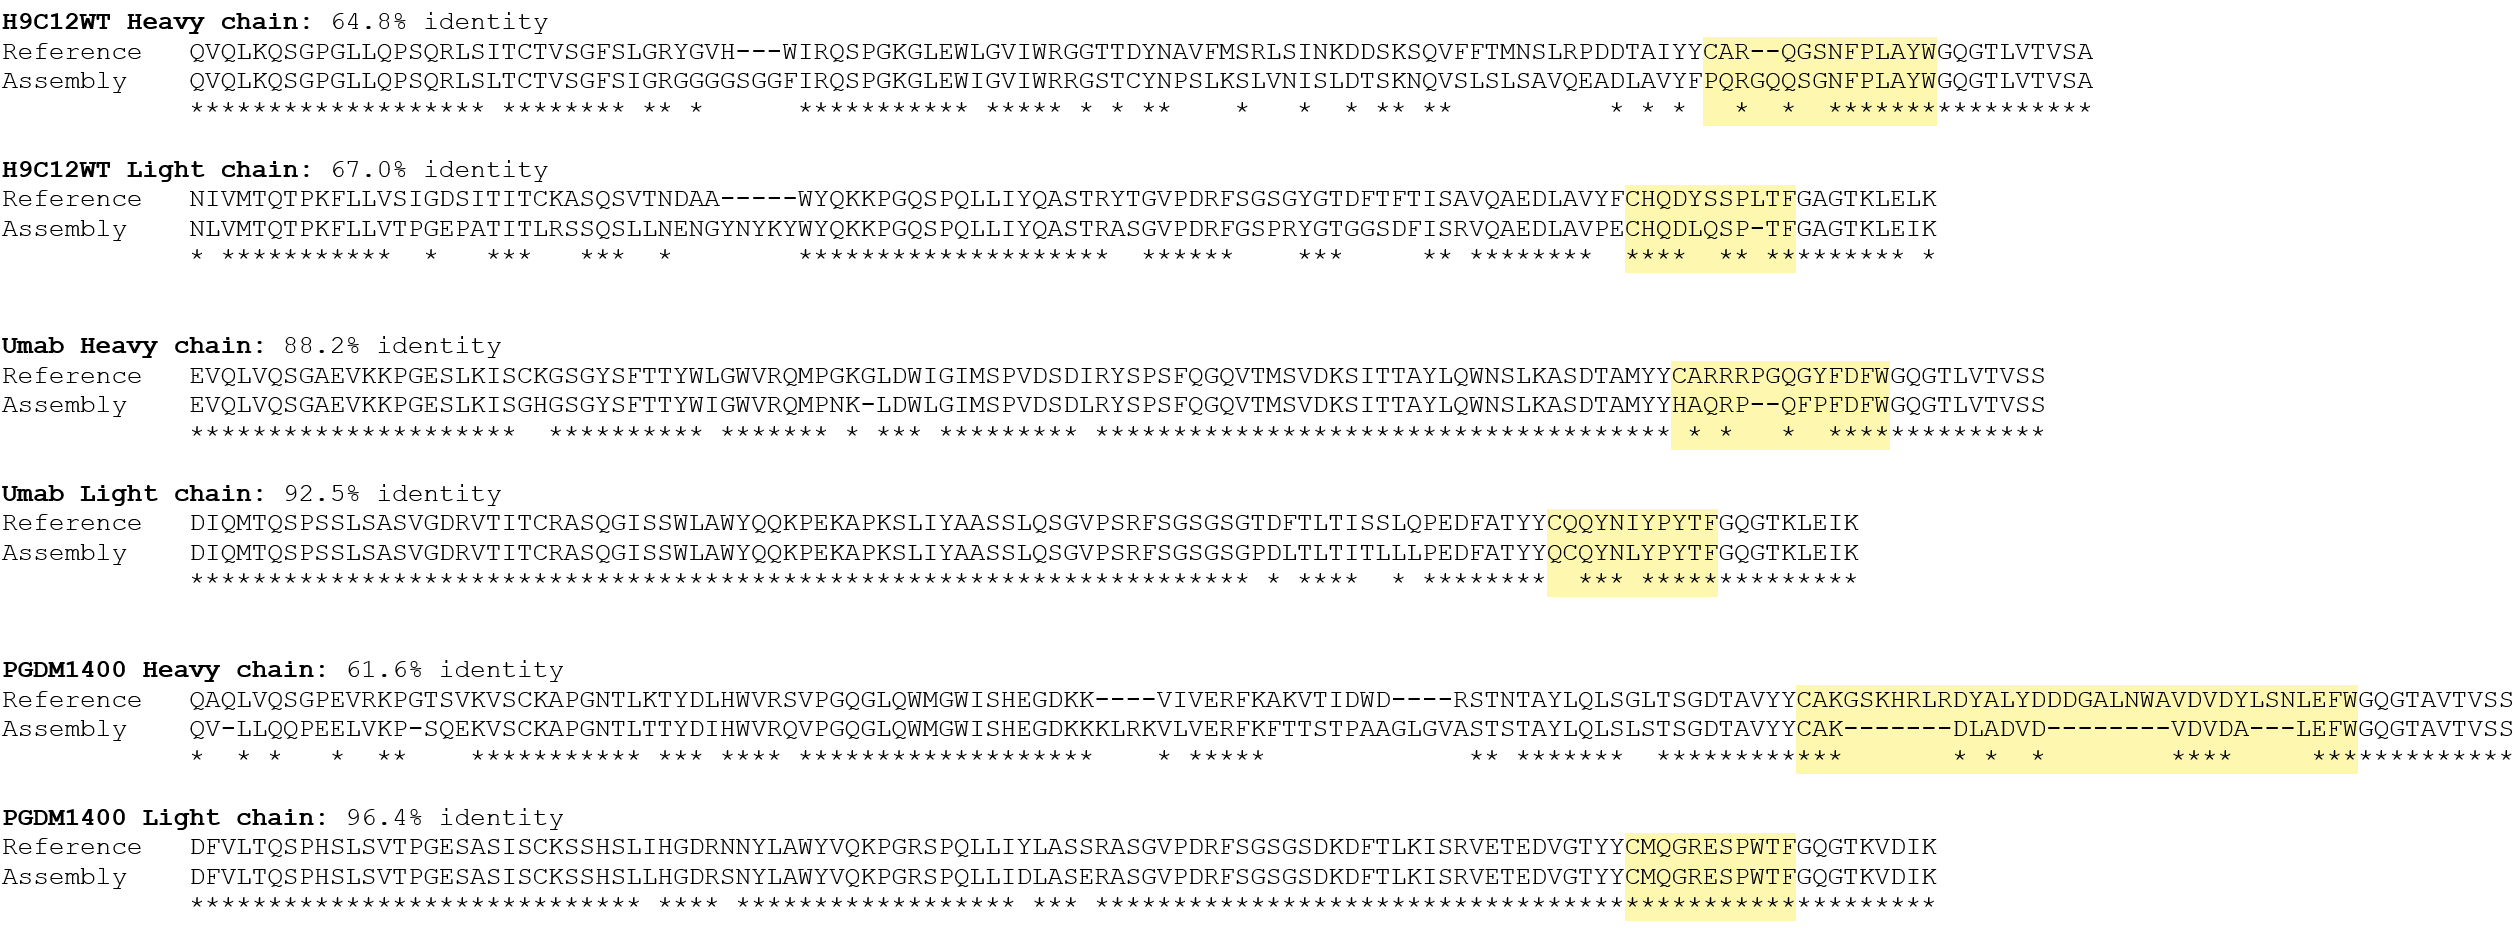 H9C12WT Heavy chain: 64.8% identity
Reference   QVQLKQSGPGLLQPSQRLSITCTVSGFSLGRYGVH---WIRQSPGKGLEWLGVIWRGGTTDYNAVFMSRLSINKDDSKSQVFFTMNSLRPDDTAIYYCAR--QGSNFPLAYWGQGTLVTVSA
Assembly    QVQLKQSGPGLLQPSQRLSLTCTVSGFSIGRGGGGSGGFIRQSPGKGLEWIGVIWRRGSTCYNPSLKSLVNISLDTSKNQVSLSLSAVQEADLAVYFPQRGQQSGNFPLAYWGQGTLVTVSA
            ******************* ******** ** *      *********** ***** * * **    *   *  * ** **          * * *   *  *  *****************
H9C12WT Light chain: 67.0% identity
Reference   NIVMTQTPKFLLVSIGDSITITCKASQSVTNDAA-----WYQKKPGQSPQLLIYQASTRYTGVPDRFSGSGYGTDFTFTISAVQAEDLAVYFCHQDYSSPLTFGAGTKLELK
Assembly    NLVMTQTPKFLLVTPGEPATITLRSSQSLLNENGYNYKYWYQKKPGQSPQLLIYQASTRASGVPDRFGSPRYGTGGSDFISRVQAEDLAVPECHQDLQSP-TFGAGTKLEIK
            * ***********  *   ***   ***  *        ********************  ******    ***     ** ********  ****  ** ********* *
Umab Heavy chain: 88.2% identity
Reference   EVQLVQSGAEVKKPGESLKISCKGSGYSFTTYWLGWVRQMPGKGLDWIGIMSPVDSDIRYSPSFQGQVTMSVDKSITTAYLQWNSLKASDTAMYYCARRRPGQGYFDFWGQGTLVTVSS
Assembly    EVQLVQSGAEVKKPGESLKISGHGSGYSFTTYWIGWVRQMPNK-LDWLGIMSPVDSDLRYSPSFQGQVTMSVDKSITTAYLQWNSLKASDTAMYYHAQRP--QFPFDFWGQGTLVTVSS
            *********************  ********** ******* * *** ********* ************************************* * *   *  **************
Umab Light chain: 92.5% identity
Reference   DIQMTQSPSSLSASVGDRVTITCRASQGISSWLAWYQQKPEKAPKSLIYAASSLQSGVPSRFSGSGSGTDFTLTISSLQPEDFATYYCQQYNIYPYTFGQGTKLEIK
Assembly    DIQMTQSPSSLSASVGDRVTITCRASQGISSWLAWYQQKPEKAPKSLIYAASSLQSGVPSRFSGSGSGPDLTLTITLLLPEDFATYYQCQYNLYPYTFGQGTKLEIK
            ******************************************************************** * ****  * ********  *** **************
PGDM1400 Heavy chain: 61.6% identity
Reference   QAQLVQSGPEVRKPGTSVKVSCKAPGNTLKTYDLHWVRSVPGQGLQWMGWISHEGDKK----VIVERFKAKVTIDWD----RSTNTAYLQLSGLTSGDTAVYYCAKGSKHRLRDYALYDDDGALNWAVDVDYLSNLEFWGQGTAVTVSS
Assembly    QV-LLQQPEELVKP-SQEKVSCKAPGNTLTTYDIHWVRQVPGQGLQWMGWISHEGDKKKLRKVLVERFKFTTSTPAAGLGVASTSTAYLQLSLSTSGDTAVYYCAK-------DLADVD--------VDVDA---LEFWGQGTAVTVSS
            *  * *   *  **    *********** *** **** *******************    * *****             ** *******  ************       * *  *        ****     *************
PGDM1400 Light chain: 96.4% identity
Reference   DFVLTQSPHSLSVTPGESASISCKSSHSLIHGDRNNYLAWYVQKPGRSPQLLIYLASSRASGVPDRFSGSGSDKDFTLKISRVETEDVGTYYCMQGRESPWTFGQGTKVDIK
Assembly    DFVLTQSPHSLSVTPGESASISCKSSHSLLHGDRSNYLAWYVQKPGRSPQLLIDLASERASGVPDRFSGSGSDKDFTLKISRVETEDVGTYYCMQGRESPWTFGQGTKVDIK
            ***************************** **** ****************** *** ******************************************************